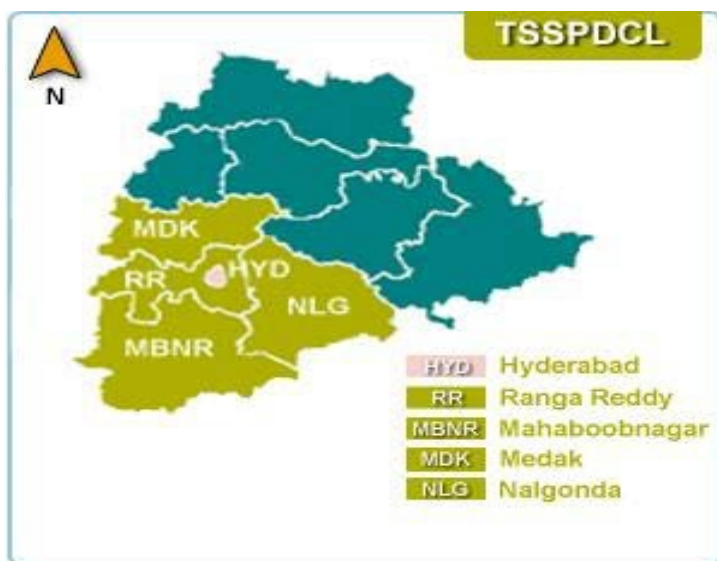 TSSPDCL
N
MDK
HYD
RR
NLG
MBNR
HYD Hyderabad
RR Ranga Reddy
MBNR Mahaboobnagar
MDK Medak
NLG Nalgonda